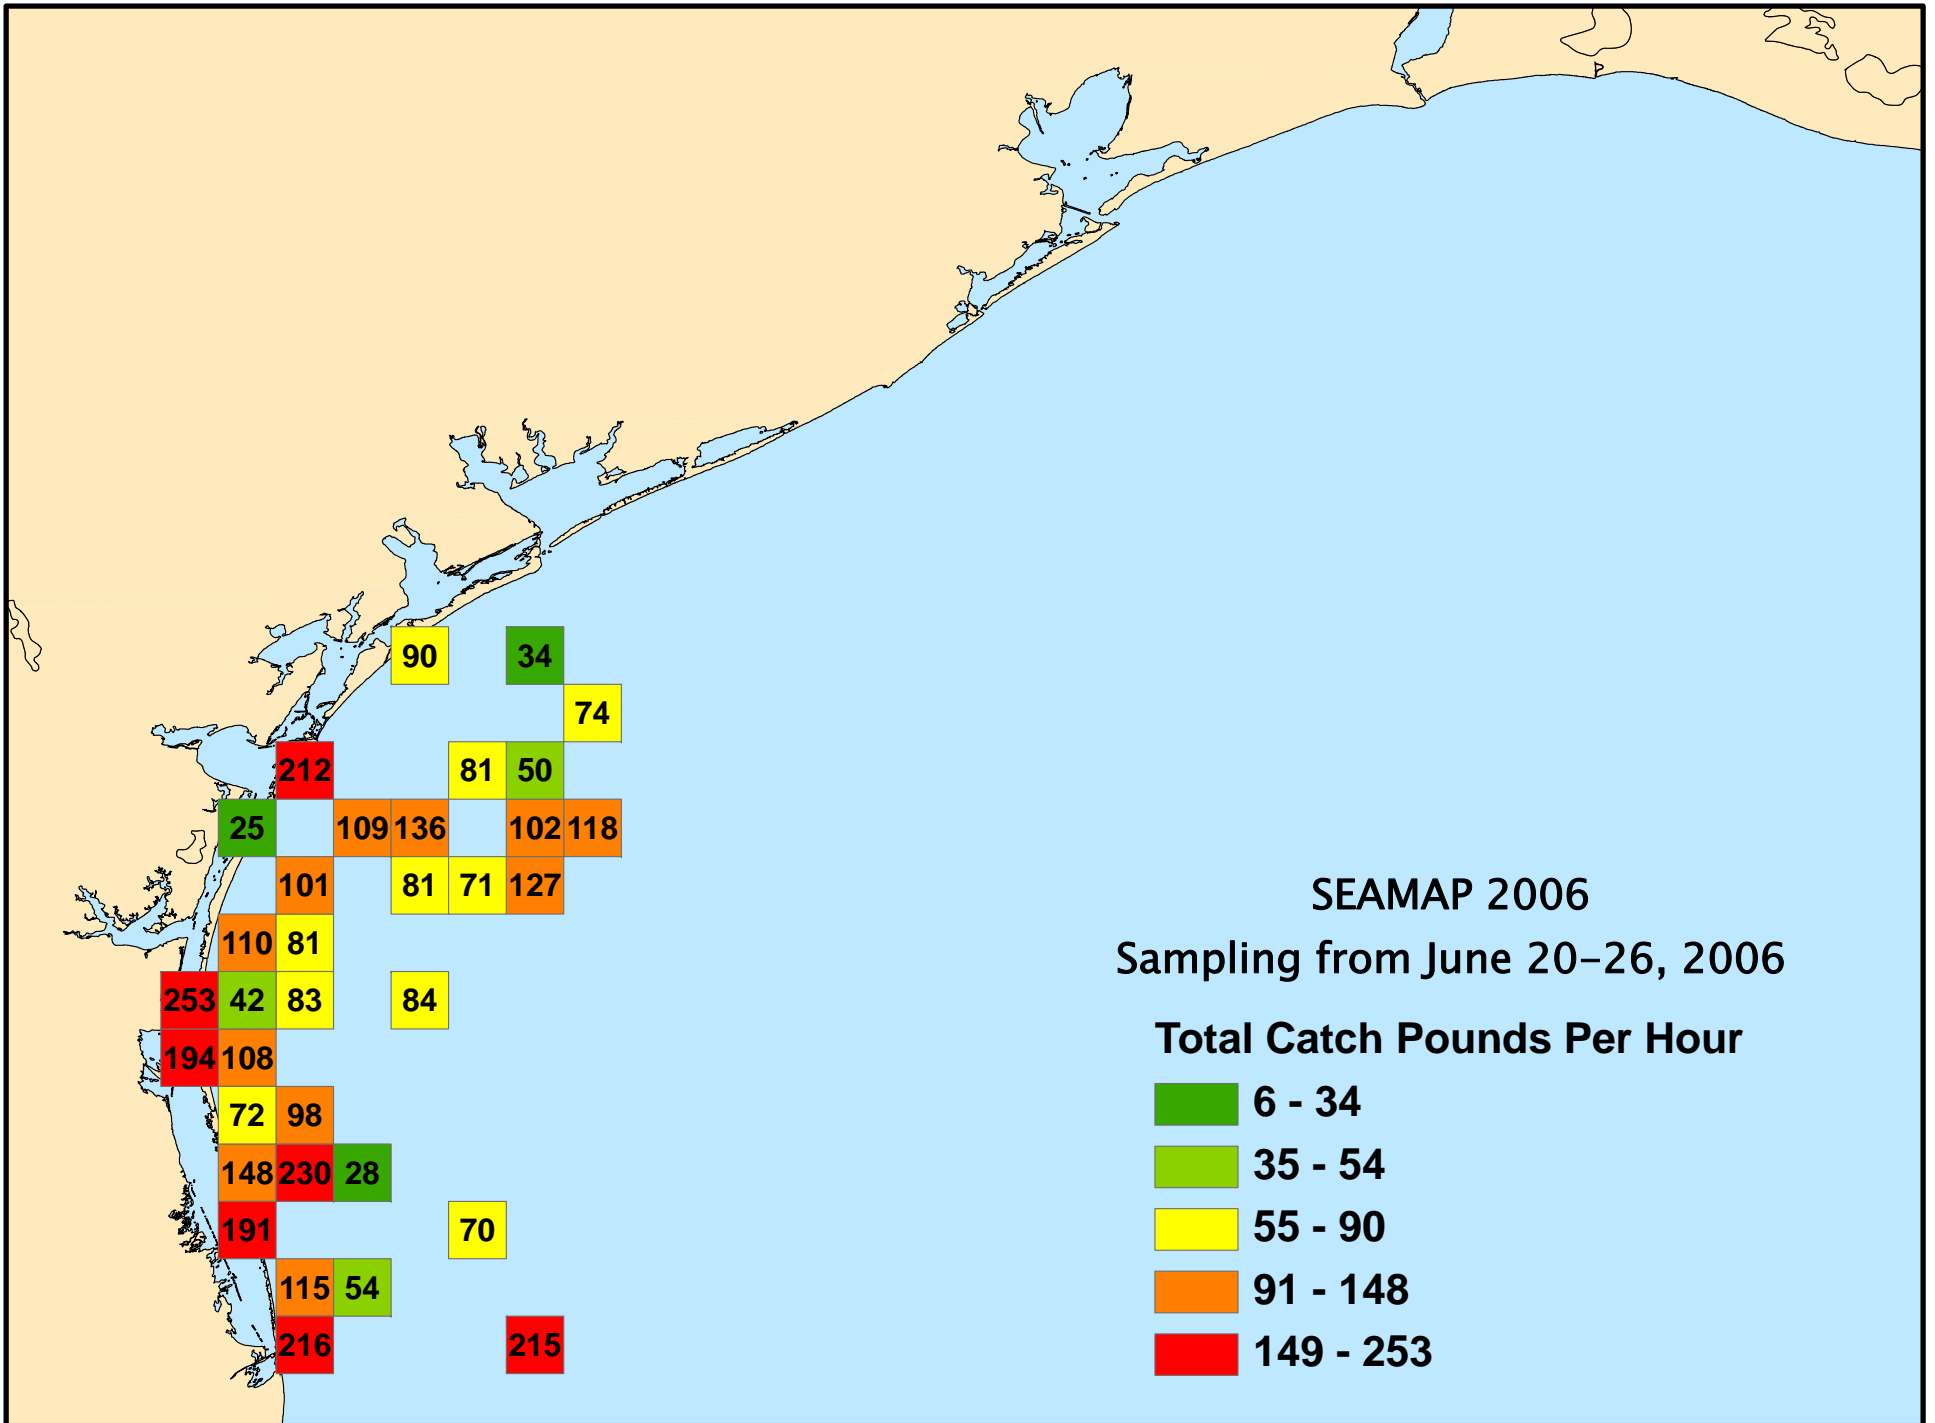 90 34
74
212 81 50
25 109 136 102 118
101 81 71 127
110 81
253 42 83 84
194 108
72 98
148 230 28
191 70
115 54
216 215
SEAMAP 2006
Sampling from June 20-26, 2006
Total Catch Pounds Per Hour
6 - 34
35 - 54
55 - 90
91 - 148
149 - 253